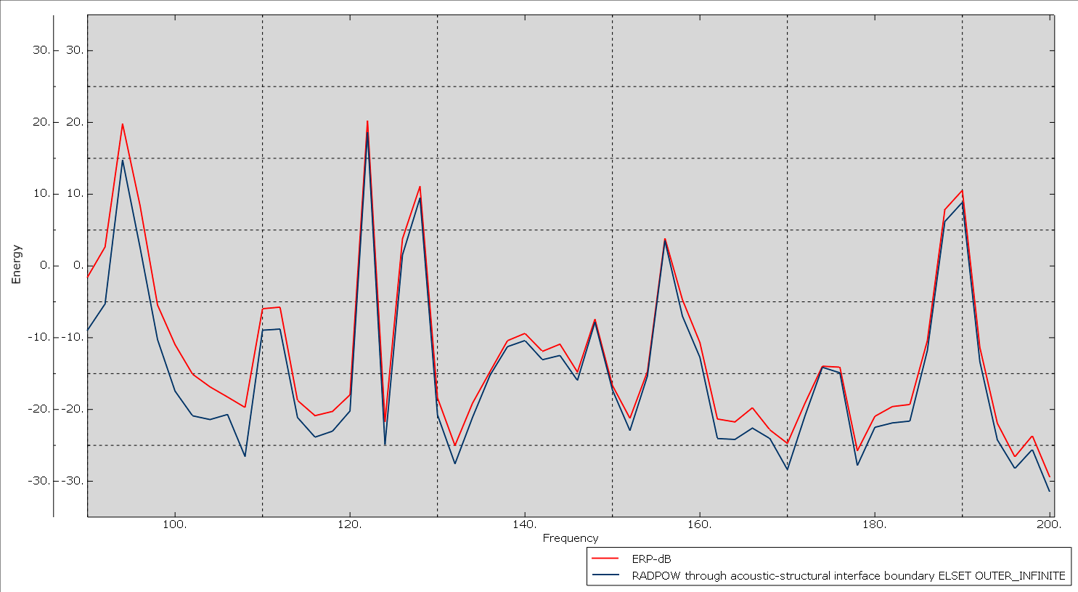 30. 30.
20. 20.
10. 10.
0. 0.
-10. -10.
-20. -20.
-30. -30.
Energy
100. 120. 140. 160. 180. 200.
Frequency
ERP-dB
RADPOW through acoustic-structural interface boundary ELSET OUTER_INFINITE